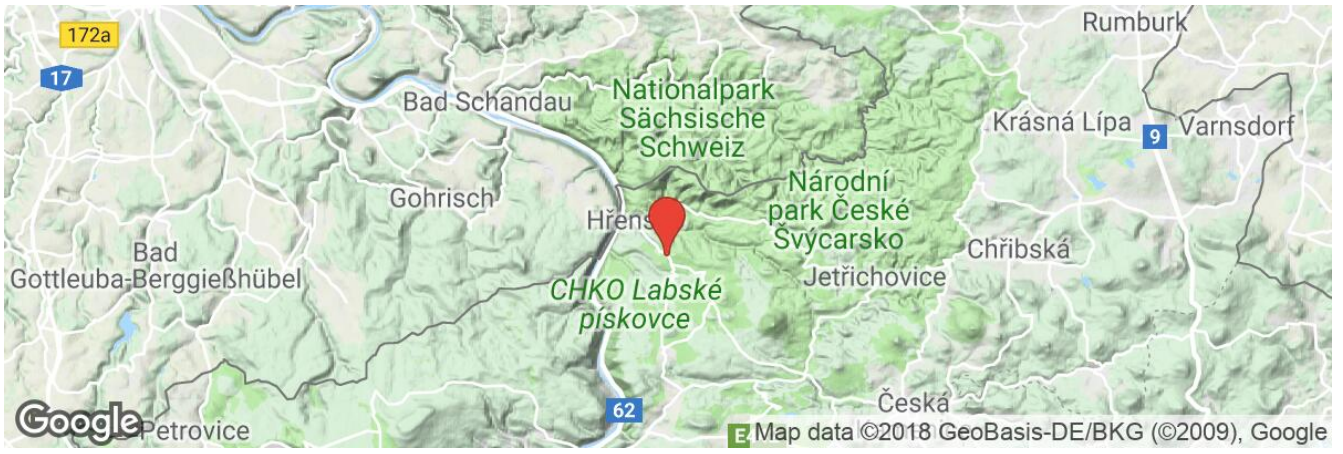 Rumburk
172a
17
Nationalpark
Sächsische
Schweiz
Bad Schandau
Krásná Lípa
9
Varnsdorf
Národní
park České
Švýcarsko
Gohrisch
Hřens
Bad
Gottleuba-Berggießhübel
Chřibská
Jetřichovice
CHKO Labské
pískovce
Česká
62
Google
Petrovice
Map data ©2018 GeoBasis-DE/BKG (©2009), Google